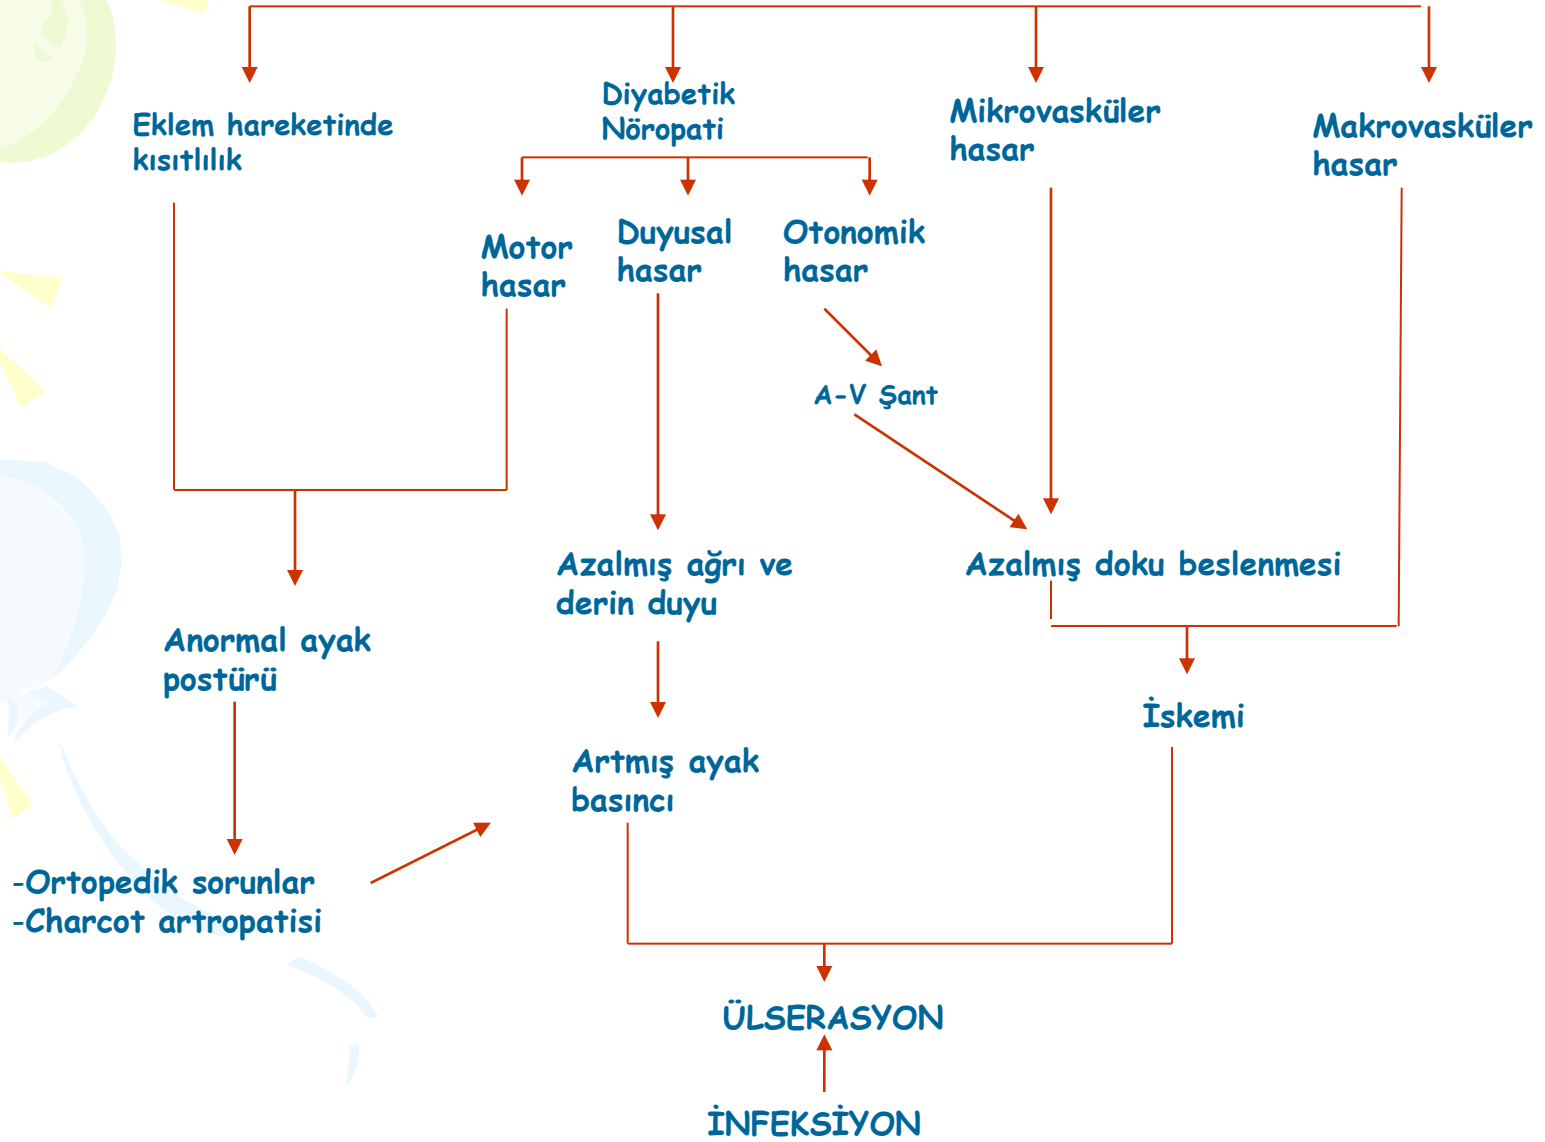 Eklem hareketinde
kısıtlılık
Diyabetik
Nöropati
Mikrovasküler
hasar
Makrovasküler
hasar
Motor
hasar
Duyusal
hasar
Otonomik
hasar
A-V Şant
Azalmış ağrı ve
derin duyu
Azalmış doku beslenmesi
Anormal ayak
postürü
İskemi
Artmış ayak
basıncı
-Ortopedik sorunlar
-Charcot artropatisi
ÜLSERASYON
İNFEKSİYON